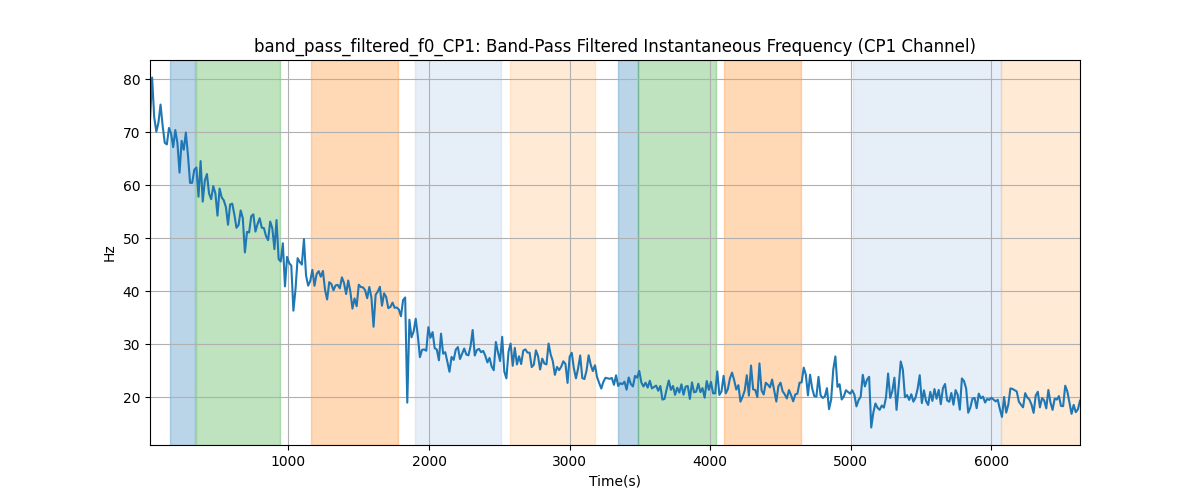 band_pass_filtered_f0_CP1: Band-Pass Filtered Instantaneous Frequency (CP1 Channel)
Hz
80
70
60
50
40
30
20
1000 2000 3000 4000 5000 6000
Time(s)